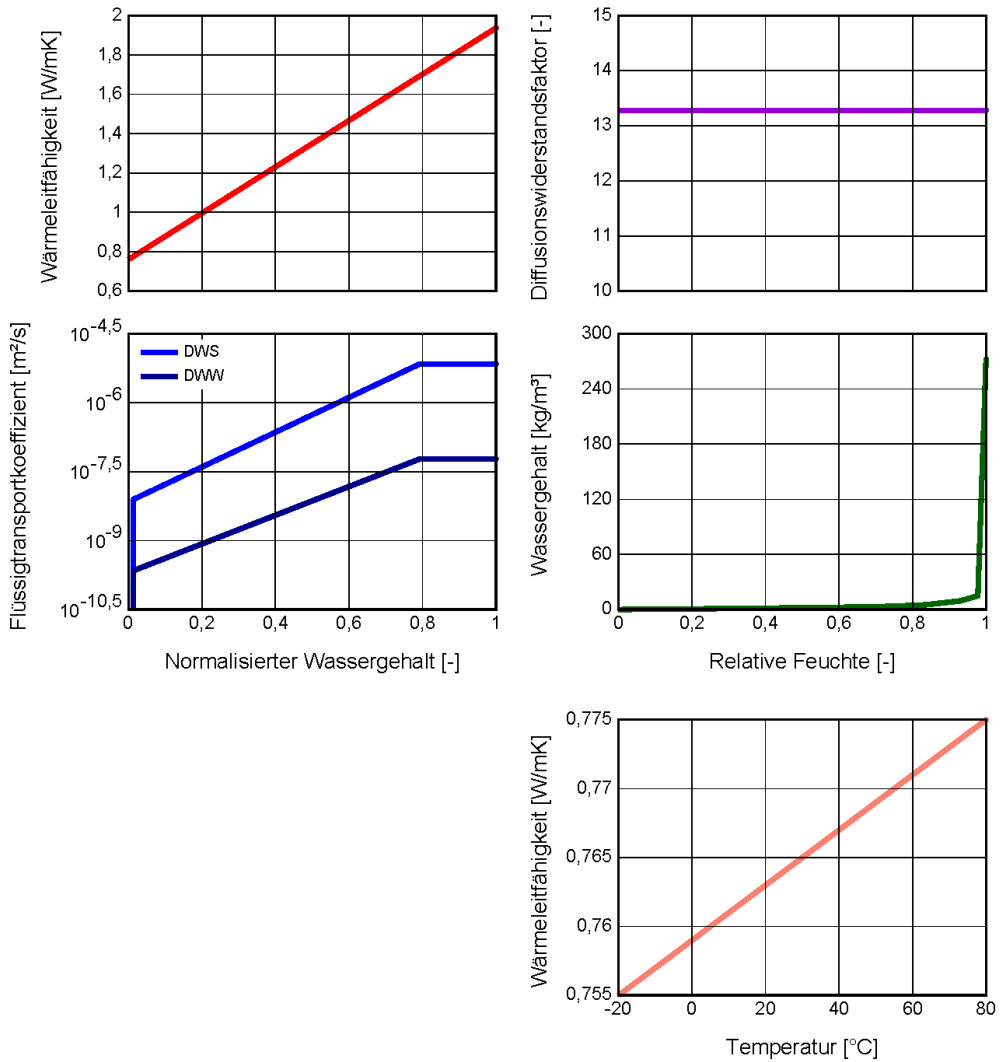 Wärmeleitfähigkeit [W/mK]
2
1,8
1,6
1,4
1,2
1
0,8
0,6
Diffusionswiderstandsfaktor [-]
15
14
13
12
11
10
Flüssigtransportkoeffizient [m²/s]
10^-4,5
10^-6
10^-7,5
10^-9
10^-10,5
DWS
DWW
0 0,2 0,4 0,6 0,8 1
Normalisierter Wassergehalt [-]
Wassergehalt [kg/m³]
300
240
180
120
60
0
0 0,2 0,4 0,6 0,8 1
Relative Feuchte [-]
Wärmeleitfähigkeit [W/mK]
0,775
0,77
0,765
0,76
0,755
-20 0 20 40 60 80
Temperatur [°C]